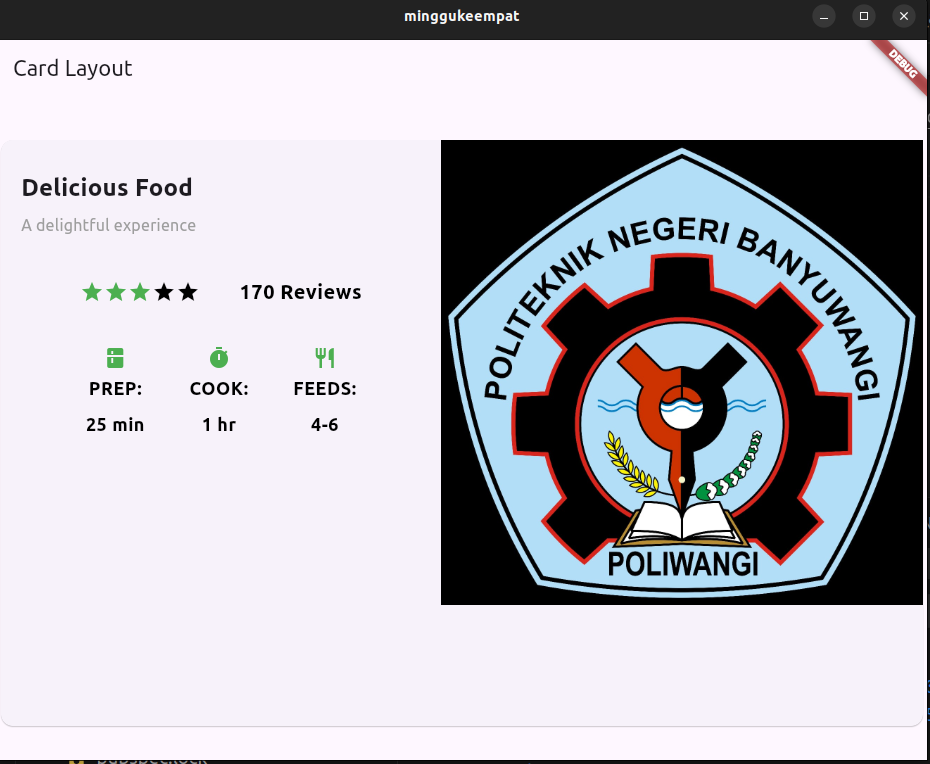 minggukeempat
Card Layout
DEBUG
Delicious Food
A delightful experience
170 Reviews
PREP:
COOK:
FEEDS:
25 min
1 hr
4-6
POLITEKNIK NEGERI BANYUWANGI
POLIWANGI